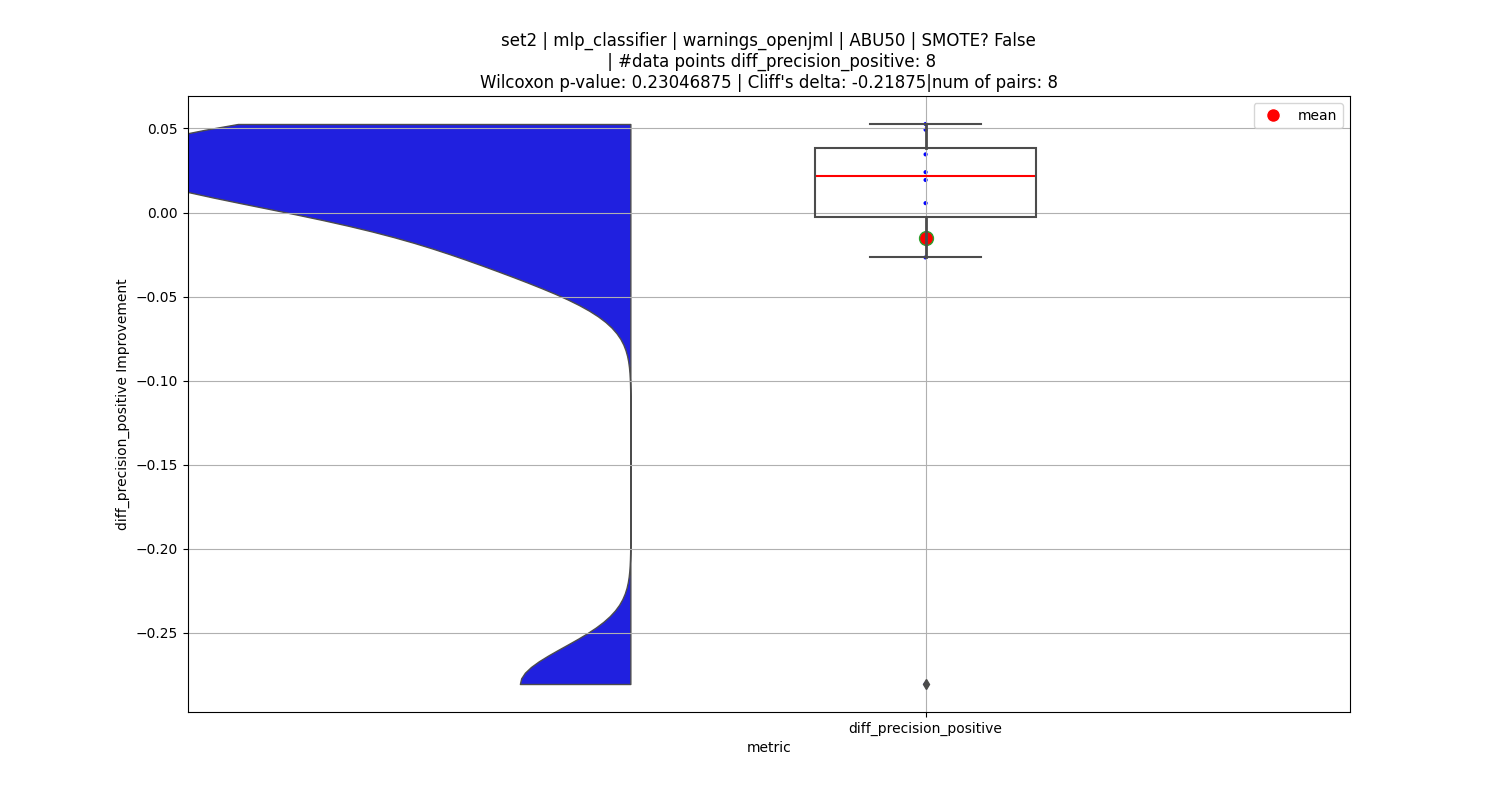 set2 | mlp_classifier | warnings_openjml | ABU50 | SMOTE? False
| #data points diff_precision_positive: 8
Wilcoxon p-value: 0.23046875 | Cliff's delta: -0.21875|num of pairs: 8
mean
0.05
0.00
−0.05
−0.10
−0.15
−0.20
−0.25
diff_precision_positive Improvement
diff_precision_positive
metric